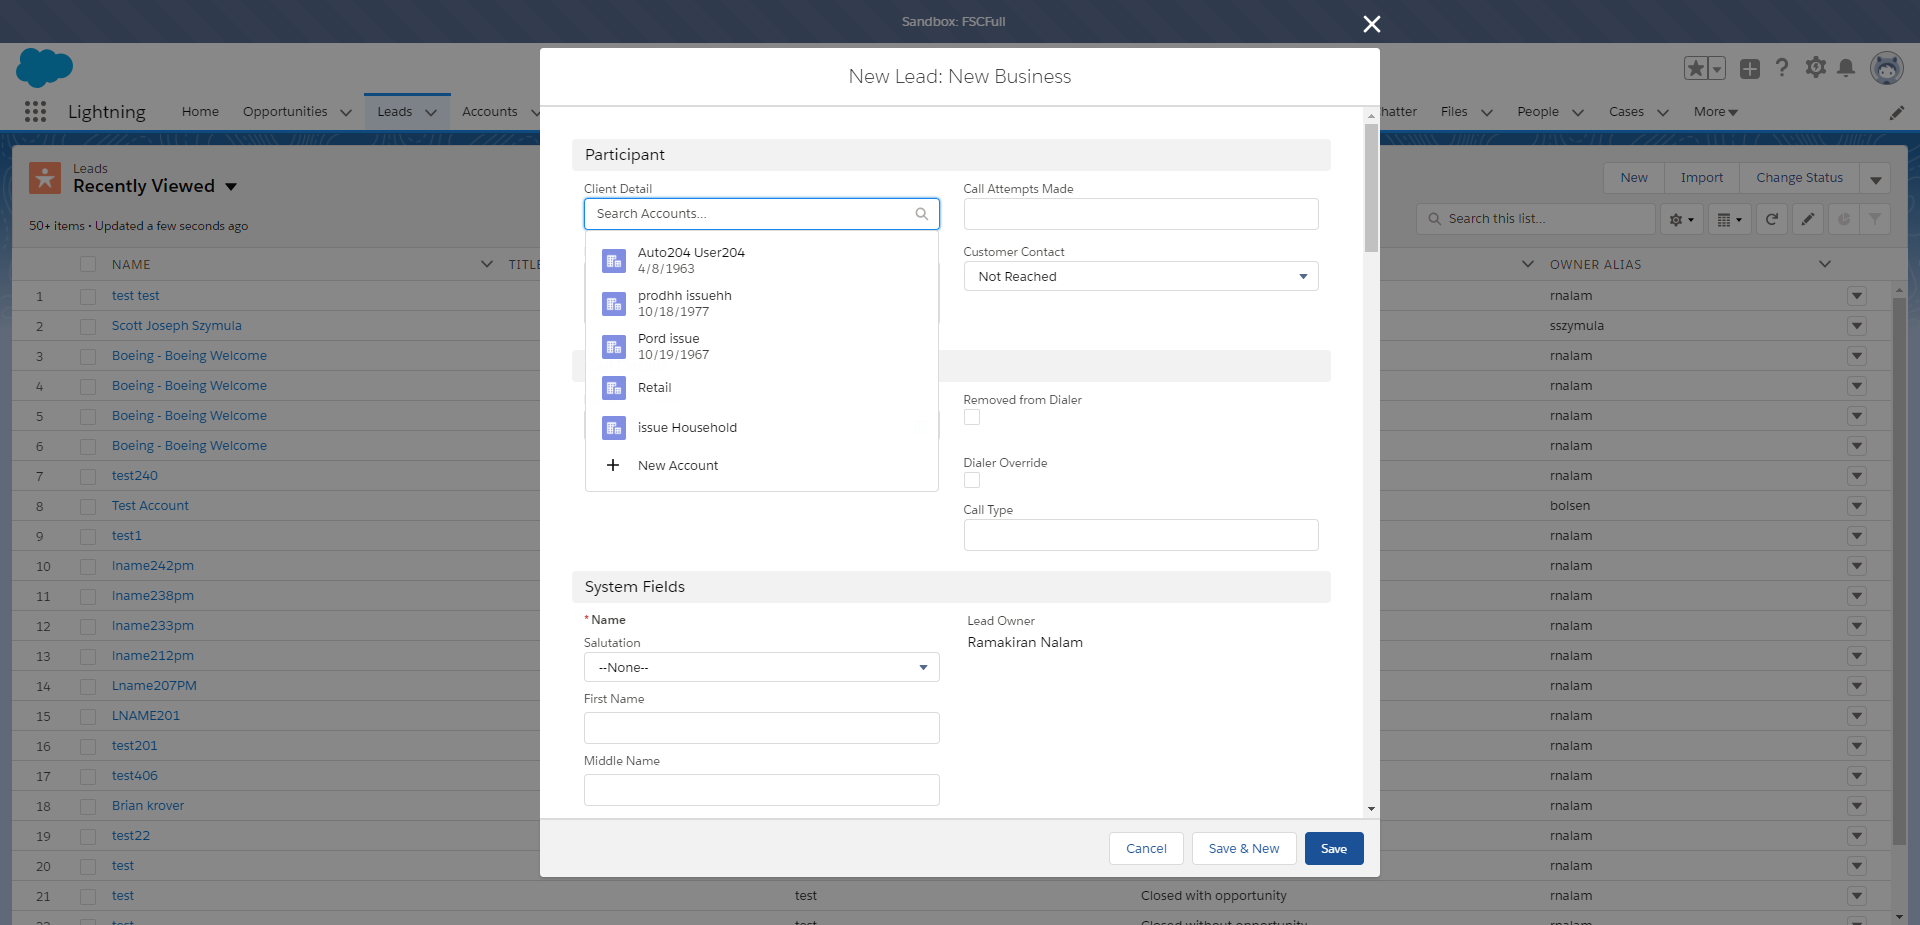 Sandbox: FSCFull
New Lead: New Business
Lightning
Home
Opportunities
Leads
Accounts
hatter
Files
People
Cases
More
Leads
Recently Viewed
50+ items • Updated a few seconds ago
New
Import
Change Status
Search this list...
NAME
TITLE
OWNER ALIAS
1 test test rnalam
2 Scott Joseph Szymula sszymula
3 Boeing - Boeing Welcome rnalam
4 Boeing - Boeing Welcome rnalam
5 Boeing - Boeing Welcome rnalam
6 Boeing - Boeing Welcome rnalam
7 test240 rnalam
8 Test Account bolsen
9 test1 rnalam
10 lname242pm rnalam
11 lname238pm rnalam
12 lname233pm rnalam
13 lname212pm rnalam
14 Lname207PM rnalam
15 LNAME201 rnalam
16 test201 rnalam
17 test406 rnalam
18 Brian krover rnalam
19 test22 rnalam
20 test rnalam
21 test test Closed with opportunity rnalam
test test Closed without opportunity rnalam
Participant
Client Detail
Search Accounts...
Auto204 User204
4/8/1963
prodhh issuehh
10/18/1977
Pord issue
10/19/1967
Retail
issue Household
New Account
Call Attempts Made
Customer Contact
Not Reached
Removed from Dialer
Dialer Override
Call Type
System Fields
* Name
Salutation
--None--
First Name
Middle Name
Lead Owner
Ramakiran Nalam
Cancel
Save & New
Save